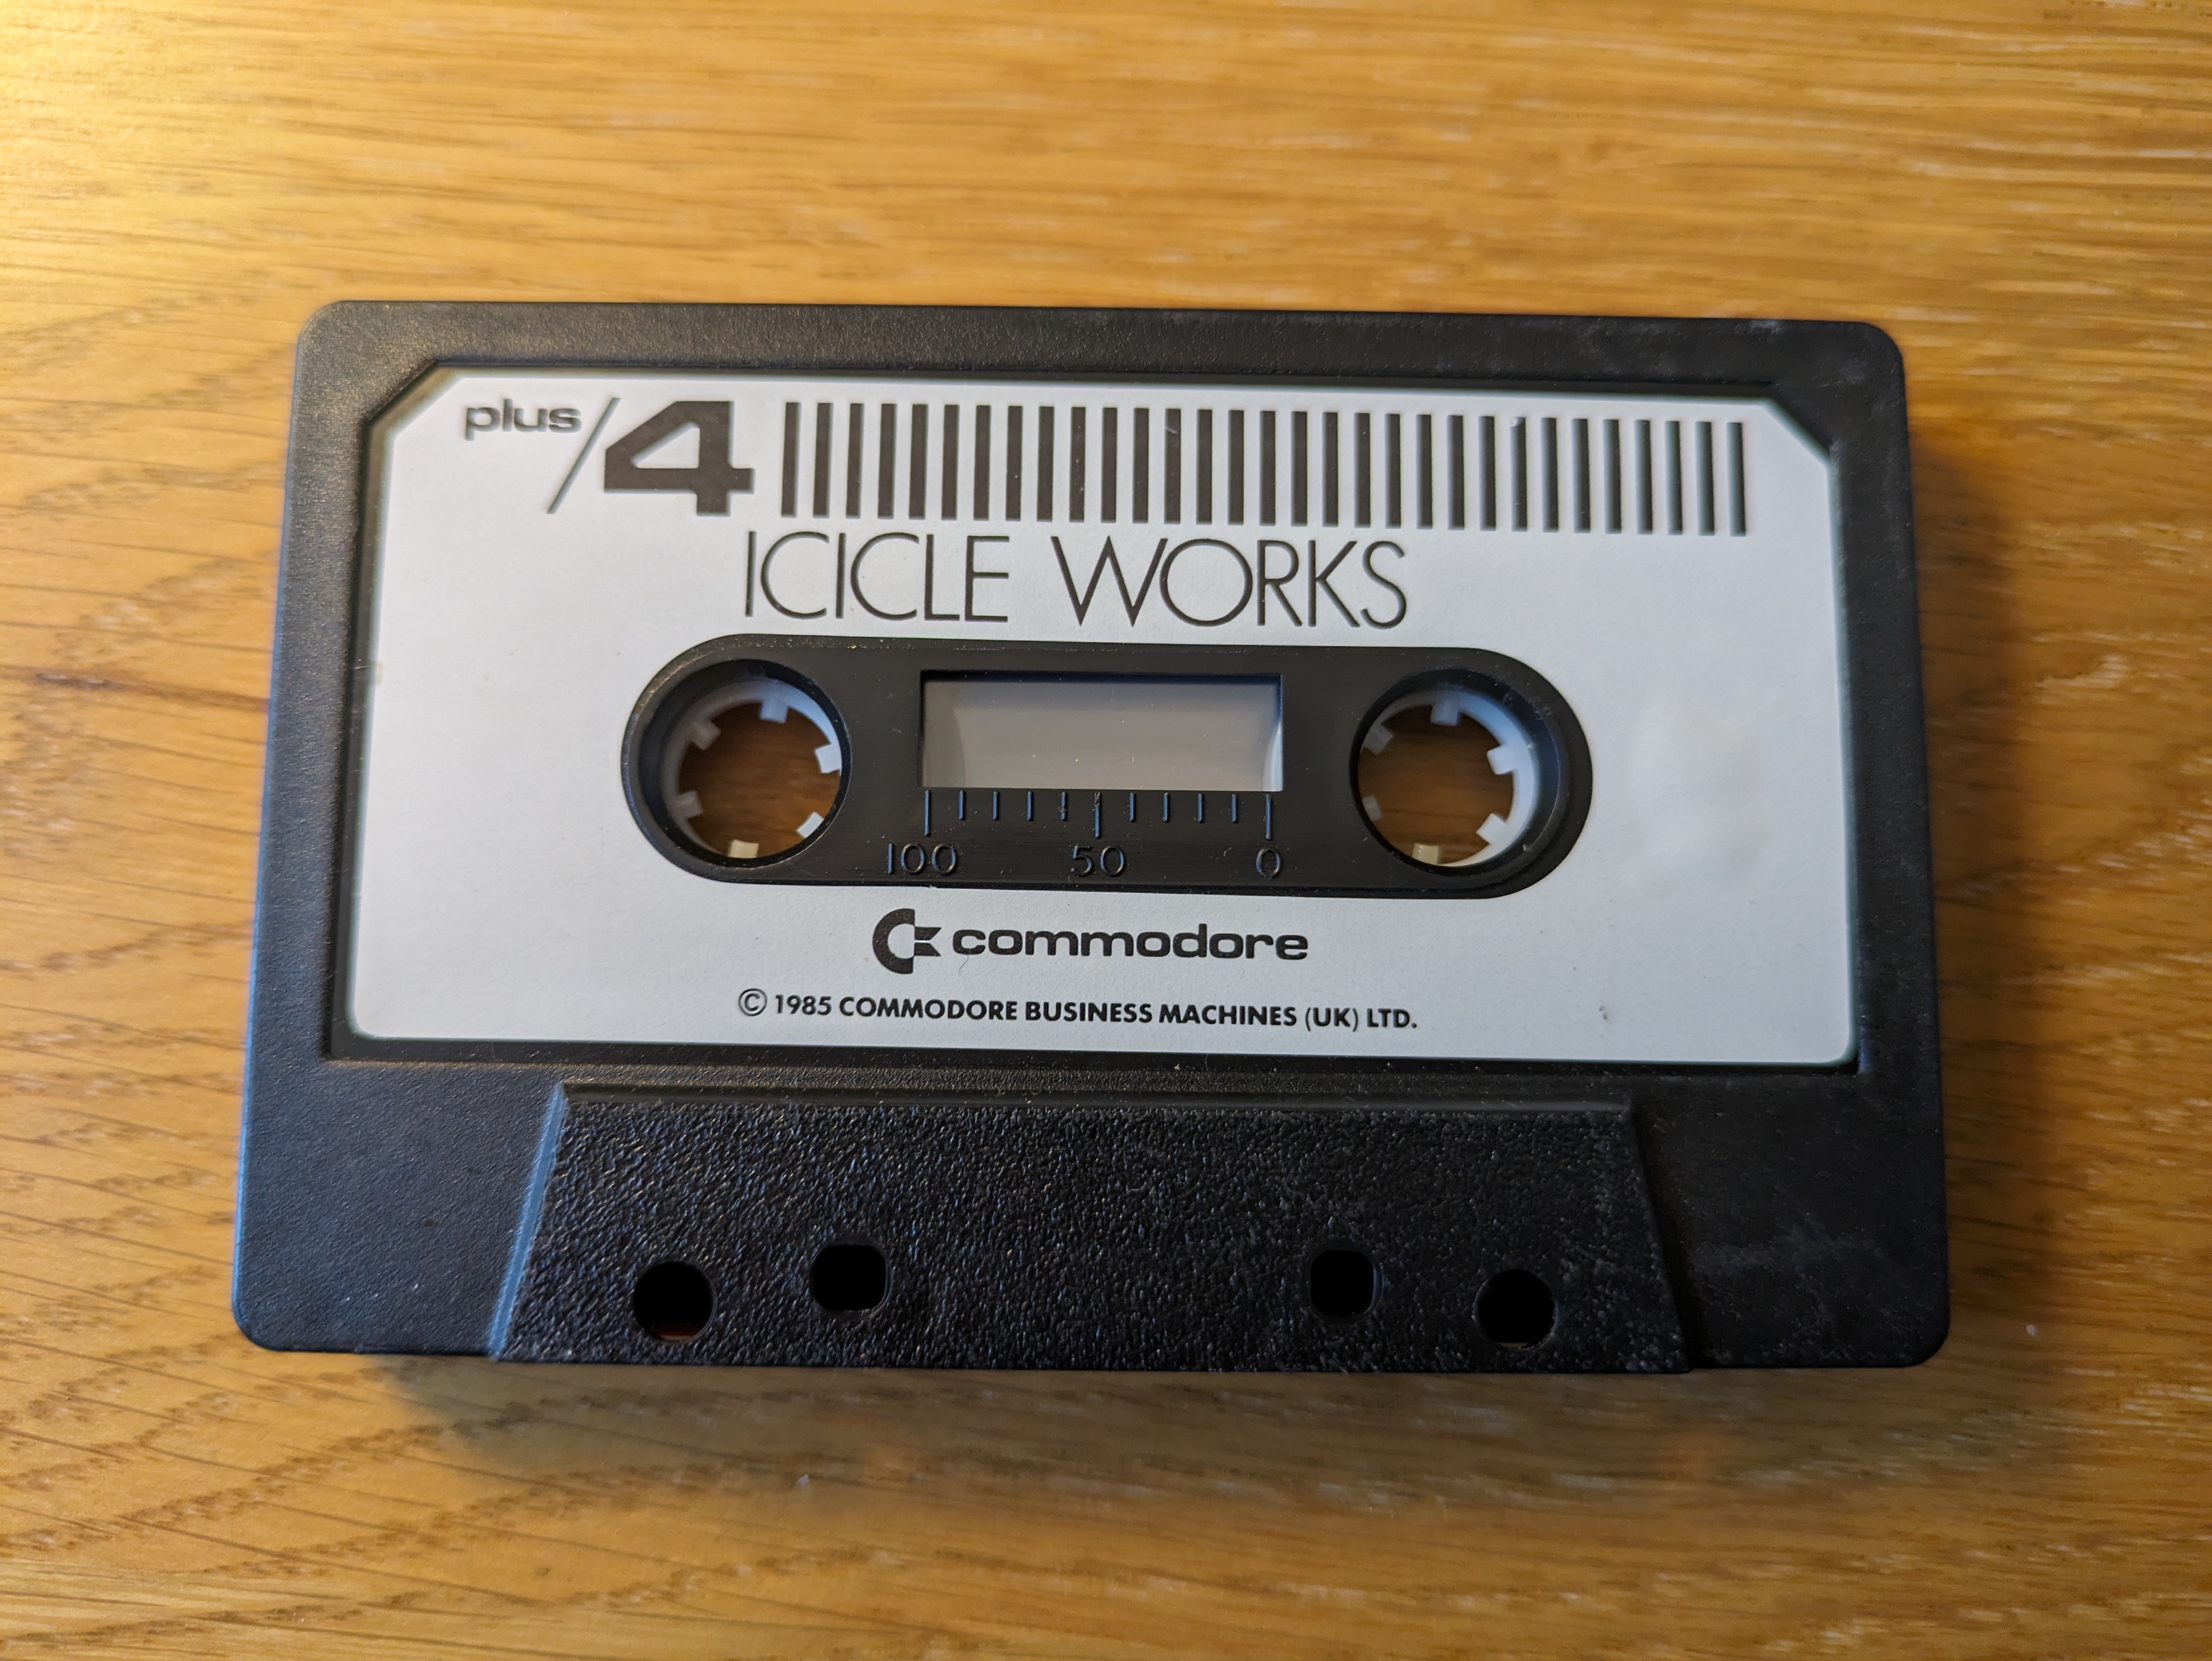 plus/4
ICICLE WORKS
100 50 0
commodore
© 1985 COMMODORE BUSINESS MACHINES (UK) LTD.